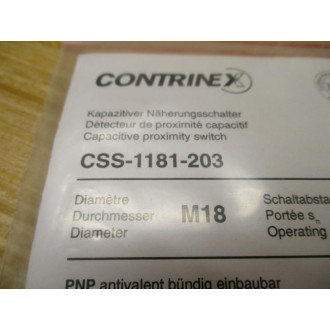 CONTRINEX
Kapazitiver Näherungsschalter
Détecteur de proximité capacitif
Capacitive proximity switch
CSS-1181-203
Diamètre
Durchmesser M18
Diameter
Schaltabsta
Portée sn
Operating
PNP antivalent bündig einbaubar